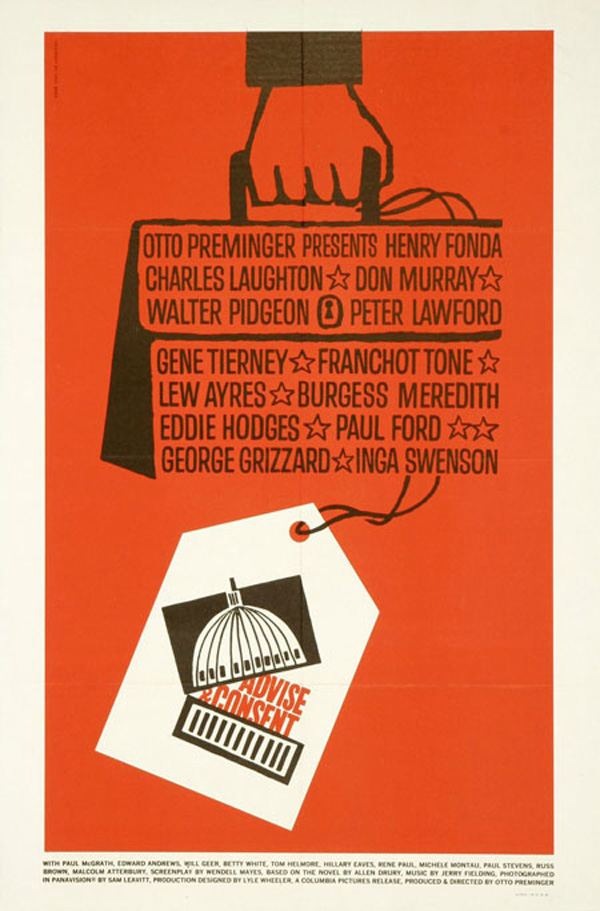 OTTO PREMINGER PRESENTS HENRY FONDA
CHARLES LAUGHTON ☆ DON MURRAY ☆
WALTER PIDGEON PETER LAWFORD
GENE TIERNEY ☆ FRANCHOT TONE ☆
LEW AYRES ☆ BURGESS MEREDITH
EDDIE HODGES ☆ PAUL FORD ☆☆
GEORGE GRIZZARD ☆ INGA SWENSON
ADVISE
& CONSENT
WITH PAUL McGRATH, EDWARD ANDREWS, WILL GEER, BETTY WHITE, TOM HELMORE, HILLARY EAVES, RENE PAUL, MICHELE MONTAU, PAUL STEVENS, RUSS
BROWN, MALCOLM ATTERBURY, SCREENPLAY BY WENDELL MAYES, BASED ON THE NOVEL BY ALLEN DRURY, MUSIC BY JERRY FIELDING, PHOTOGRAPHED
IN PANAVISION® BY SAM LEAVITT, PRODUCTION DESIGNED BY LYLE WHEELER, A COLUMBIA PICTURES RELEASE, PRODUCED & DIRECTED BY OTTO PREMINGER